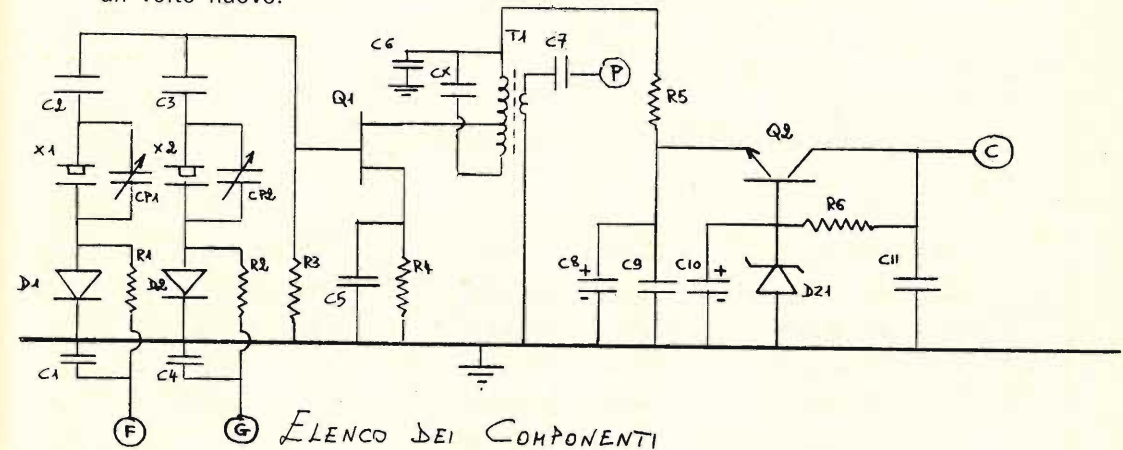 un volto nuovo.
C6 CX T1 C7 P
C2 C3 Q1 R5 Q2
X1 X2 C
CP1 CP2
R6
D1 R1 D2 R2 R3 C5 R4 C8 + C9 C10 + DZ1 C11
C1 C4
F G ELENCO DEI COMPONENTI